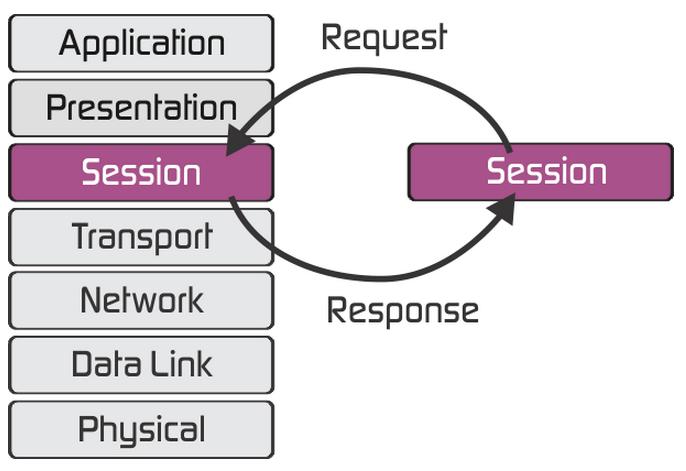 Application
Request
Presentation
Session
Session
Transport
Network
Response
Data Link
Physical